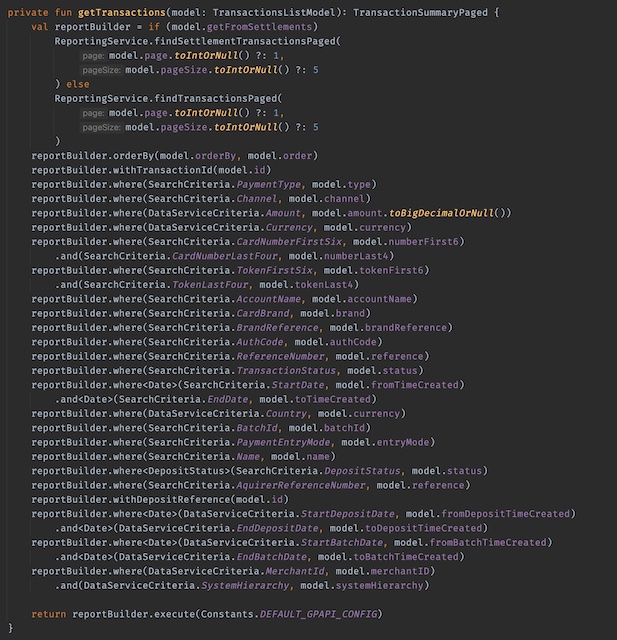 private fun getTransactions(model: TransactionsListModel): TransactionSummaryPaged {
val reportBuilder = if (model.getFromSettlements)
ReportingService.findSettlementTransactionsPaged(
page: model.page.toIntOrNull() ?: 1,
pageSize: model.pageSize.toIntOrNull() ?: 5
) else
ReportingService.findTransactionsPaged(
page: model.page.toIntOrNull() ?: 1,
pageSize: model.pageSize.toIntOrNull() ?: 5
)
reportBuilder.orderBy(model.orderBy, model.order)
reportBuilder.withTransactionId(model.id)
reportBuilder.where(SearchCriteria.PaymentType, model.type)
reportBuilder.where(SearchCriteria.Channel, model.channel)
reportBuilder.where(DataServiceCriteria.Amount, model.amount.toBigDecimalOrNull())
reportBuilder.where(DataServiceCriteria.Currency, model.currency)
reportBuilder.where(SearchCriteria.CardNumberFirstSix, model.numberFirst6)
.and(SearchCriteria.CardNumberLastFour, model.numberLast4)
reportBuilder.where(SearchCriteria.TokenFirstSix, model.tokenFirst6)
.and(SearchCriteria.TokenLastFour, model.tokenLast4)
reportBuilder.where(SearchCriteria.AccountName, model.accountName)
reportBuilder.where(SearchCriteria.CardBrand, model.brand)
reportBuilder.where(SearchCriteria.BrandReference, model.brandReference)
reportBuilder.where(SearchCriteria.AuthCode, model.authCode)
reportBuilder.where(SearchCriteria.ReferenceNumber, model.reference)
reportBuilder.where(SearchCriteria.TransactionStatus, model.status)
reportBuilder.where<Date>(SearchCriteria.StartDate, model.fromTimeCreated)
.and<Date>(SearchCriteria.EndDate, model.toTimeCreated)
reportBuilder.where(DataServiceCriteria.Country, model.currency)
reportBuilder.where(SearchCriteria.BatchId, model.batchId)
reportBuilder.where(SearchCriteria.PaymentEntryMode, model.entryMode)
reportBuilder.where(SearchCriteria.Name, model.name)
reportBuilder.where<DepositStatus>(SearchCriteria.DepositStatus, model.status)
reportBuilder.where(SearchCriteria.AquirerReferenceNumber, model.reference)
reportBuilder.withDepositReference(model.id)
reportBuilder.where<Date>(DataServiceCriteria.StartDepositDate, model.fromDepositTimeCreated)
.and<Date>(DataServiceCriteria.EndDepositDate, model.toDepositTimeCreated)
reportBuilder.where<Date>(DataServiceCriteria.StartBatchDate, model.fromBatchTimeCreated)
.and<Date>(DataServiceCriteria.EndBatchDate, model.toBatchTimeCreated)
reportBuilder.where(DataServiceCriteria.MerchantId, model.merchantID)
.and(DataServiceCriteria.SystemHierarchy, model.systemHierarchy)
return reportBuilder.execute(Constants.DEFAULT_GPAPI_CONFIG)
}